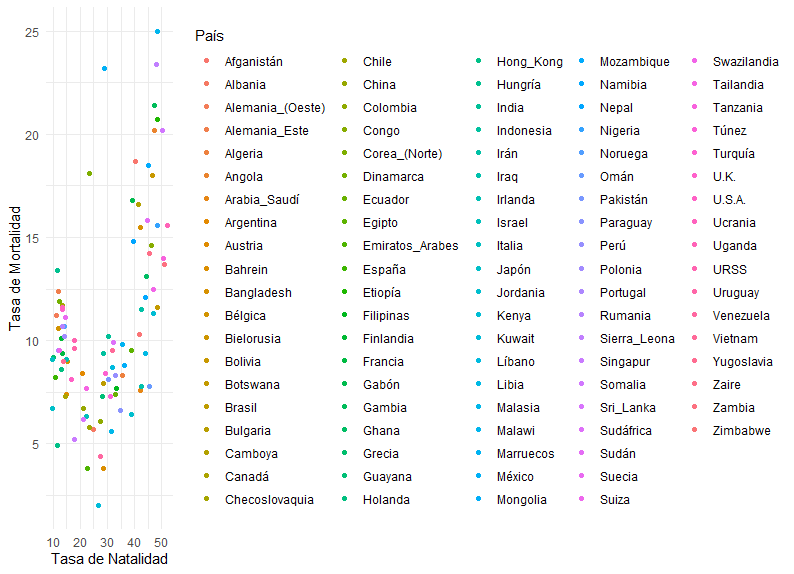 País
Afganistán
Albania
Alemania_(Oeste)
Alemania_Este
Algeria
Angola
Arabia_Saudí
Argentina
Austria
Bahrein
Bangladesh
Bélgica
Bielorusia
Bolivia
Botswana
Brasil
Bulgaria
Camboya
Canadá
Checoslovaquia
Chile
China
Colombia
Congo
Corea_(Norte)
Dinamarca
Ecuador
Egipto
Emiratos_Arabes
España
Etiopía
Filipinas
Finlandia
Francia
Gabón
Gambia
Ghana
Grecia
Guayana
Holanda
Hong_Kong
Hungría
India
Indonesia
Irán
Iraq
Irlanda
Israel
Italia
Japón
Jordania
Kenya
Kuwait
Líbano
Libia
Malasia
Malawi
Marruecos
México
Mongolia
Mozambique
Namibia
Nepal
Nigeria
Noruega
Omán
Pakistán
Paraguay
Perú
Polonia
Portugal
Rumania
Sierra_Leona
Singapur
Somalia
Sri_Lanka
Sudáfrica
Sudán
Suecia
Suiza
Swazilandia
Tailandia
Tanzania
Túnez
Turquía
U.K.
U.S.A.
Ucrania
Uganda
URSS
Uruguay
Venezuela
Vietnam
Yugoslavia
Zaire
Zambia
Zimbabwe
Tasa de Mortalidad
25
20
15
10
5
10 20 30 40 50
Tasa de Natalidad